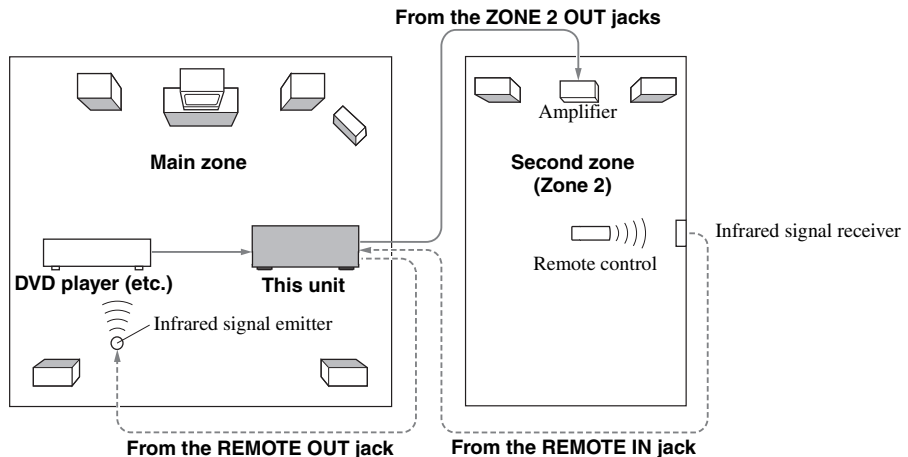 From the ZONE 2 OUT jacks
Amplifier
Main zone
Second zone
(Zone 2)
Infrared signal receiver
Remote control
DVD player (etc.)
This unit
Infrared signal emitter
From the REMOTE OUT jack
From the REMOTE IN jack